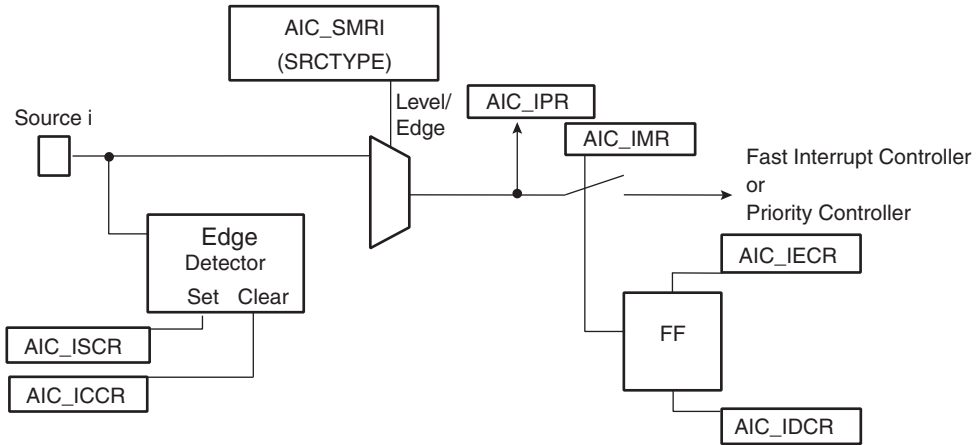 AIC_SMRI
(SRCTYPE)
Level/
Edge
AIC_IPR
AIC_IMR
Source i
Fast Interrupt Controller
or
Priority Controller
Edge
Detector
Set Clear
AIC_IECR
FF
AIC_ISCR
AIC_ICCR
AIC_IDCR